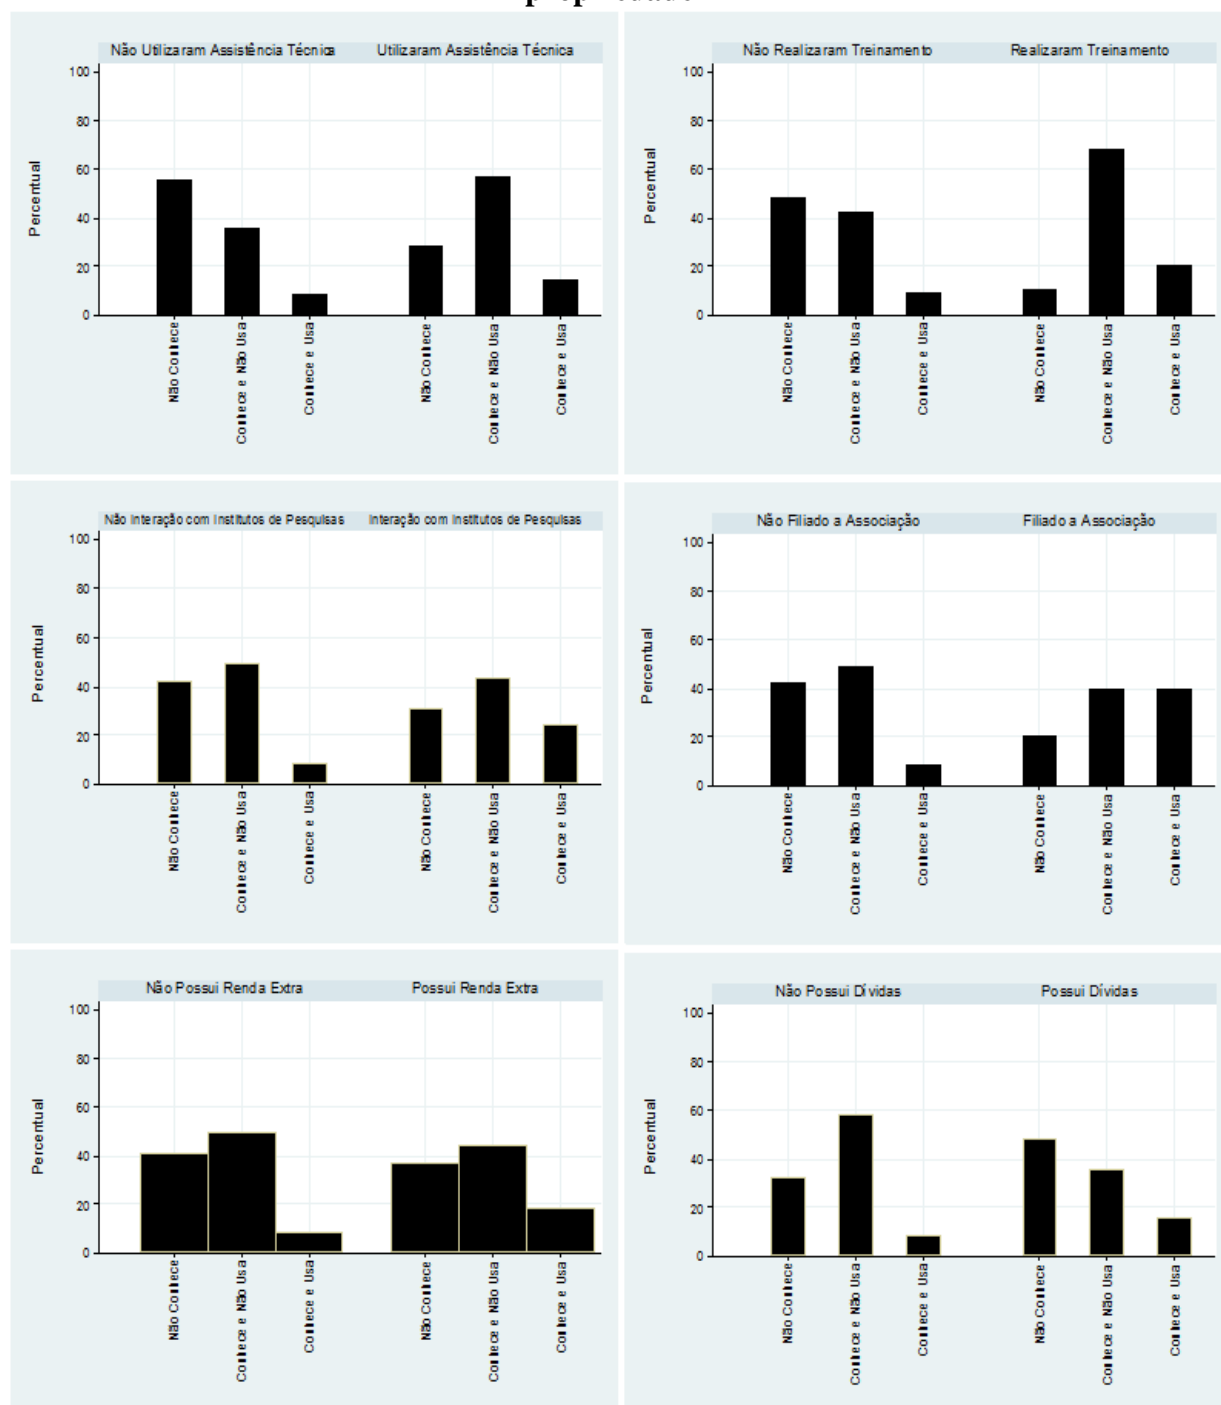 Não Utilizaram Assistência Técnica Utilizaram Assistência Técnica
100
80
60
40
20
0
Percentual
Não Conhece
Conhece e Não Usa
Conhece e Usa
Não Conhece
Conhece e Não Usa
Conhece e Usa
Não Realizaram Treinamento Realizaram Treinamento
100
80
60
40
20
0
Percentual
Não Conhece
Conhece e Não Usa
Conhece e Usa
Não Conhece
Conhece e Não Usa
Conhece e Usa
Não Interação com Institutos de Pesquisas Interação com Institutos de Pesquisas
100
80
60
40
20
0
Percentual
Não Conhece
Conhece e Não Usa
Conhece e Usa
Não Conhece
Conhece e Não Usa
Conhece e Usa
Não Filiado a Associação Filiado a Associação
100
80
60
40
20
0
Percentual
Não Conhece
Conhece e Não Usa
Conhece e Usa
Não Conhece
Conhece e Não Usa
Conhece e Usa
Não Possui Renda Extra Possui Renda Extra
100
80
60
40
20
0
Percentual
Não Conhece
Conhece e Não Usa
Conhece e Usa
Não Conhece
Conhece e Não Usa
Conhece e Usa
Não Possui Dívidas Possui Dívidas
100
80
60
40
20
0
Percentual
Não Conhece
Conhece e Não Usa
Conhece e Usa
Não Conhece
Conhece e Não Usa
Conhece e Usa